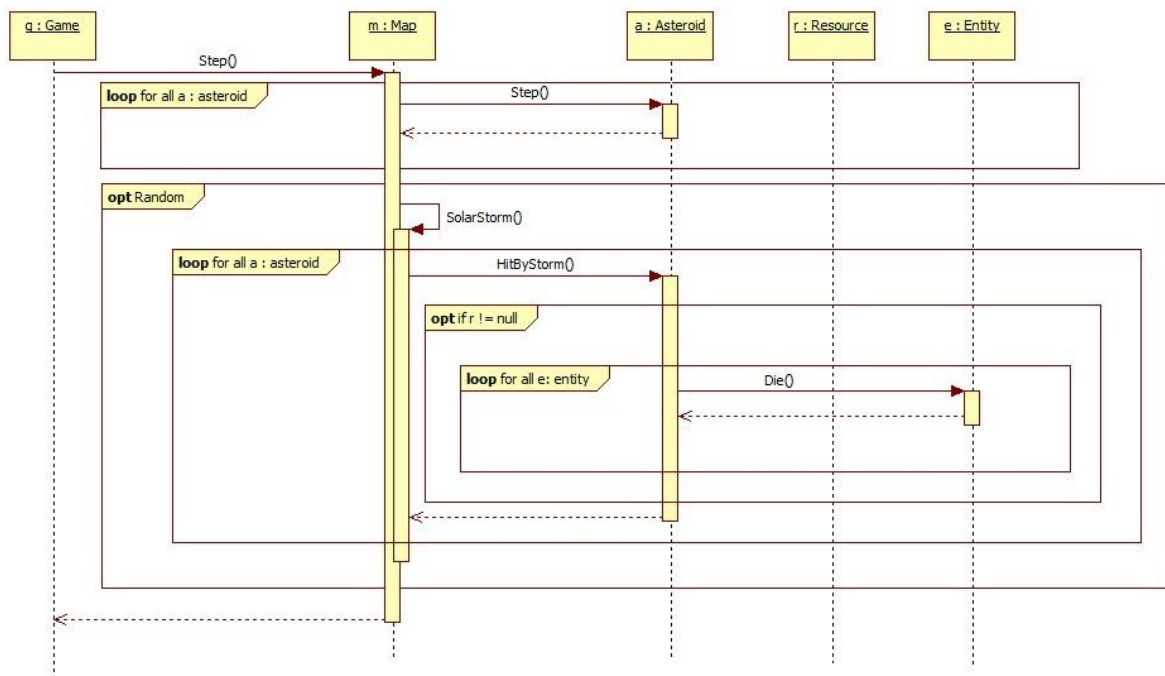 g : Game
m : Map
a : Asteroid
r : Resource
e : Entity
Step()
loop for all a : asteroid
Step()
opt Random
SolarStorm()
loop for all a : asteroid
HitByStorm()
opt if r != null
loop for all e: entity
Die()